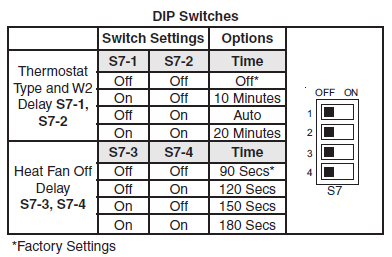 DIP Switches
Switch Settings Options
Thermostat Type and W2 Delay S7-1, S7-2
S7-1 S7-2 Time
Off Off Off*
On Off 10 Minutes
Off On Auto
On On 20 Minutes
Heat Fan Off Delay S7-3, S7-4
S7-3 S7-4 Time
Off Off 90 Secs*
Off On 120 Secs
On Off 150 Secs
On On 180 Secs
OFF ON
1
2
3
4
S7
*Factory Settings